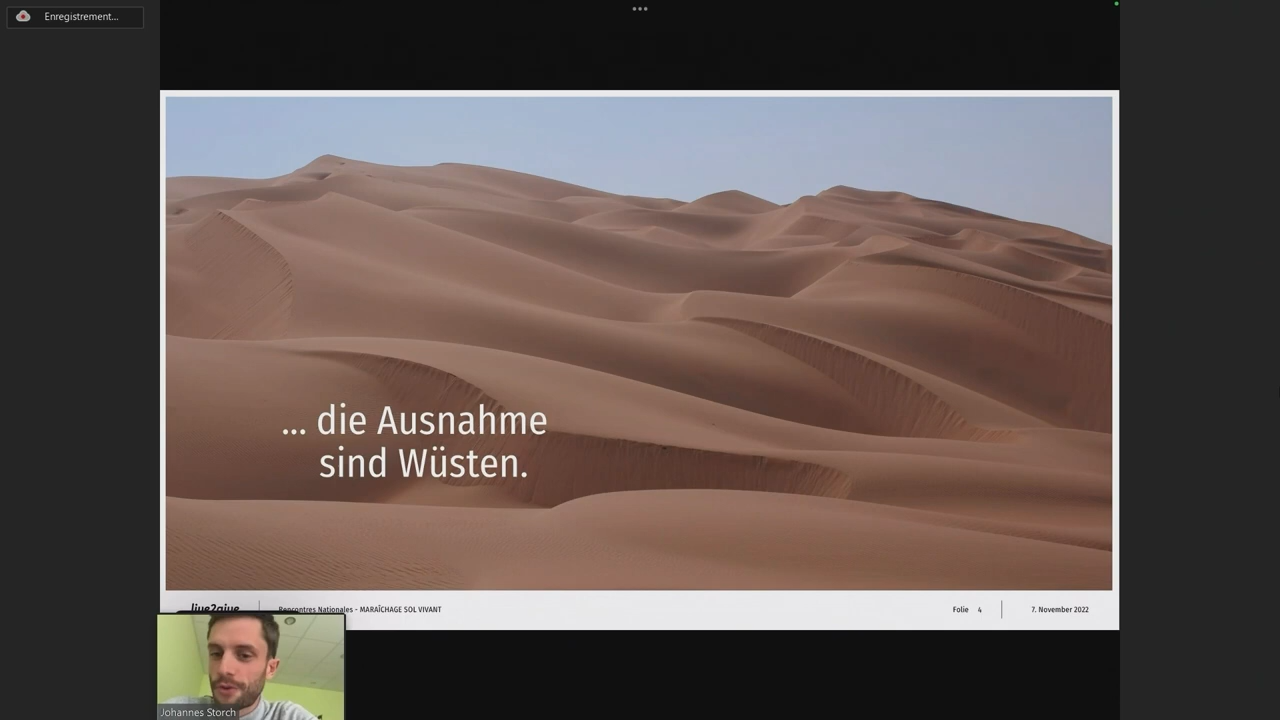 Enregistrement...
... die Ausnahme
sind Wüsten.
live2give
Rencontres Nationales - MARAÎCHAGE SOL VIVANT
Folie 4
7. November 2022
Johannes Storch